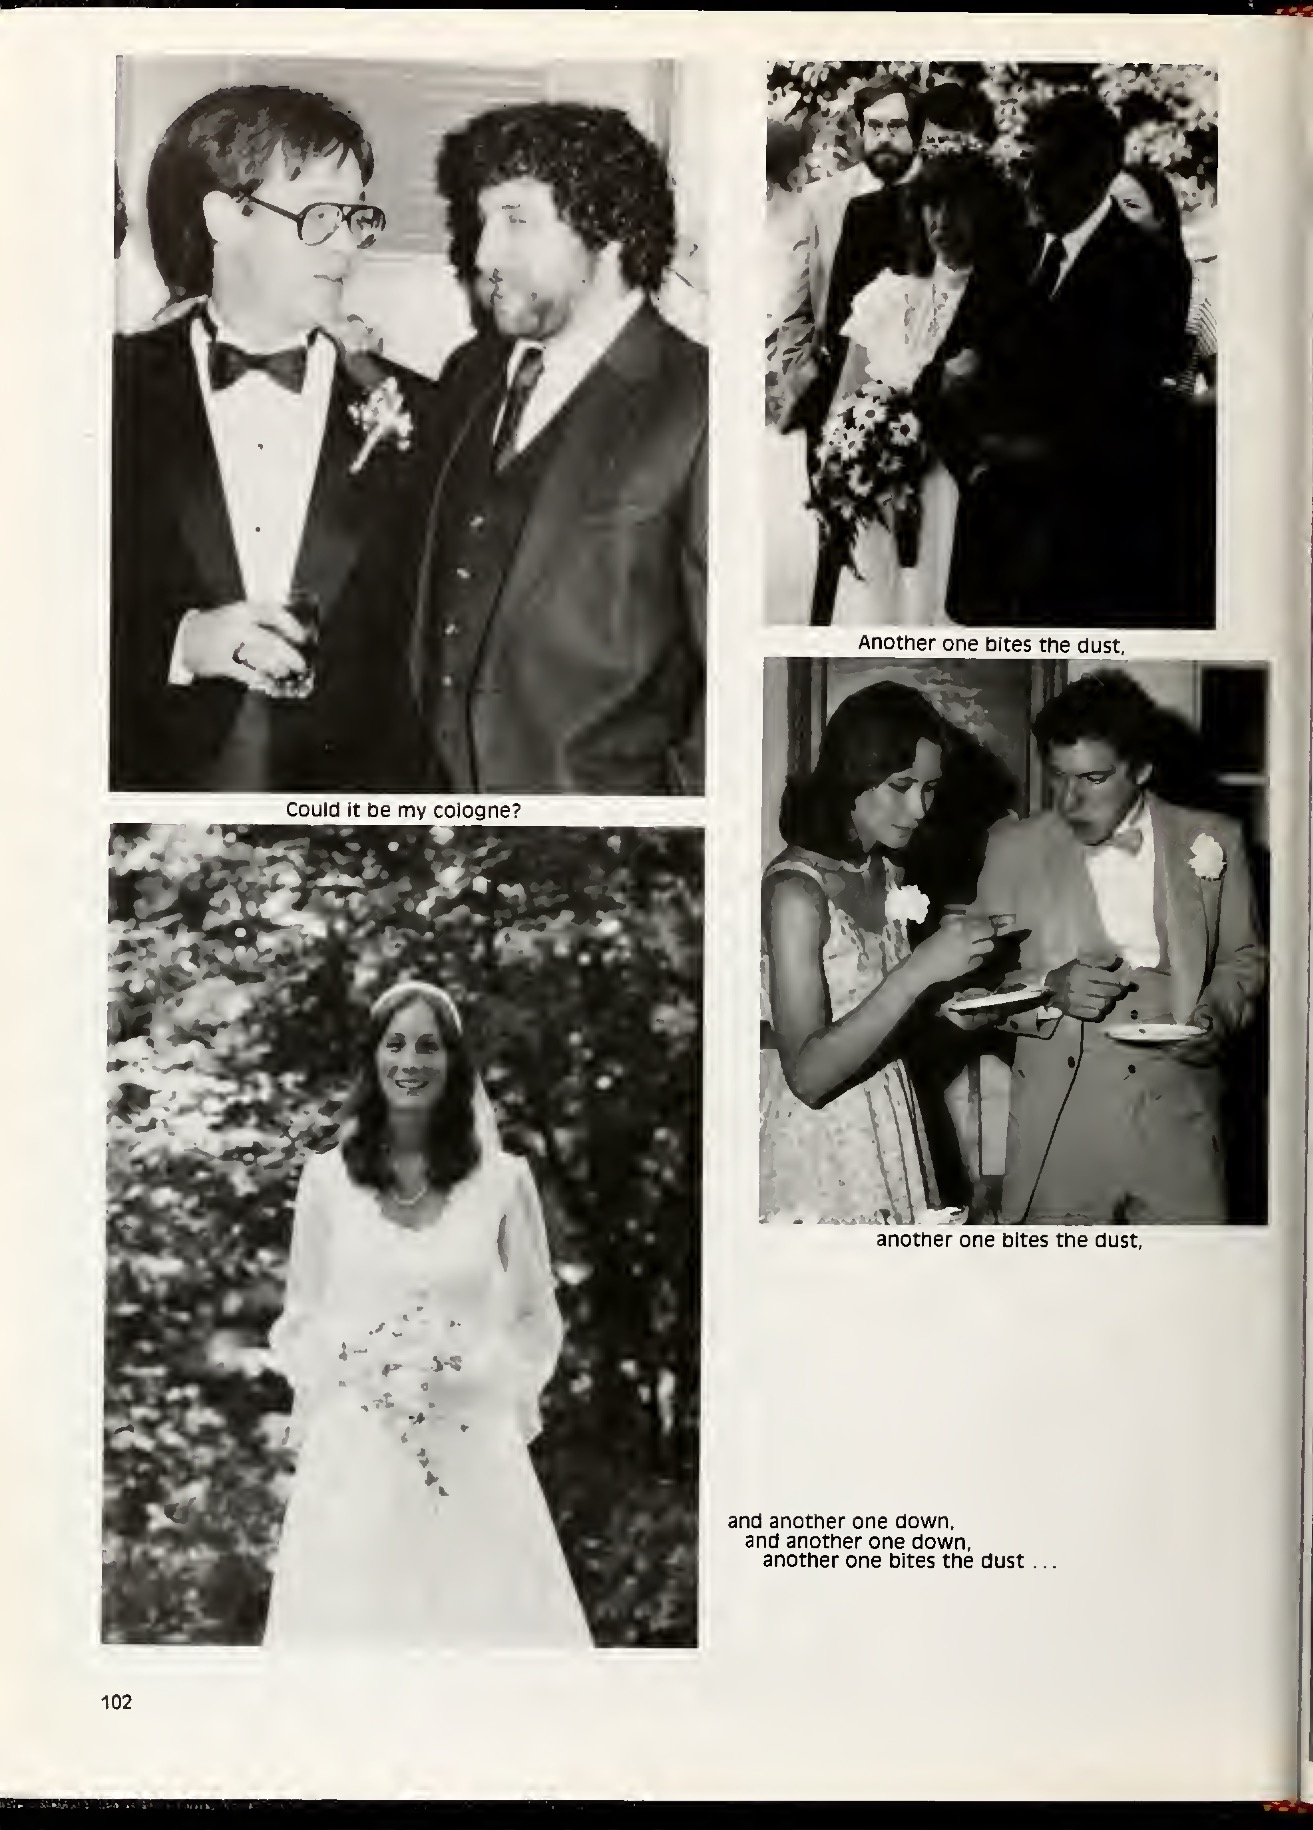 Could it be my cologne?
Another one bites the dust,
another one bites the dust,
and another one down,
and another one down,
another one bites the dust ...
102